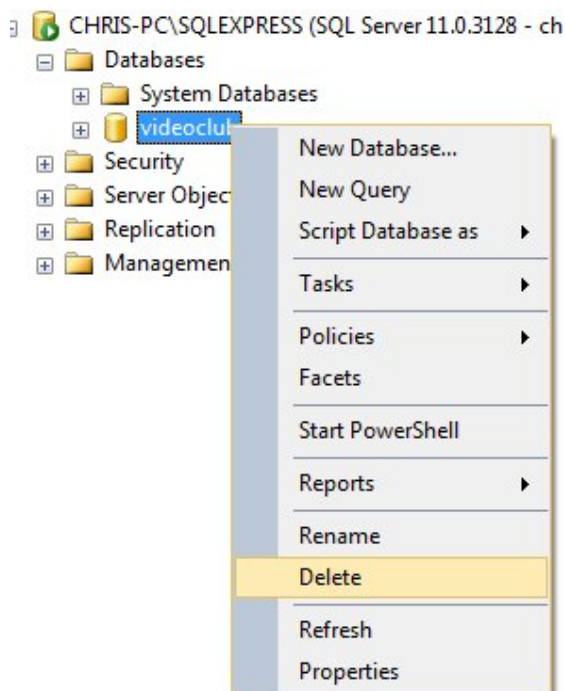 CHRIS-PC\SQLEXPRESS (SQL Server 11.0.3128 - ch
Databases
System Databases
videoclub
Security
Server Objec
Replication
Managemen
New Database...
New Query
Script Database as
Tasks
Policies
Facets
Start PowerShell
Reports
Rename
Delete
Refresh
Properties